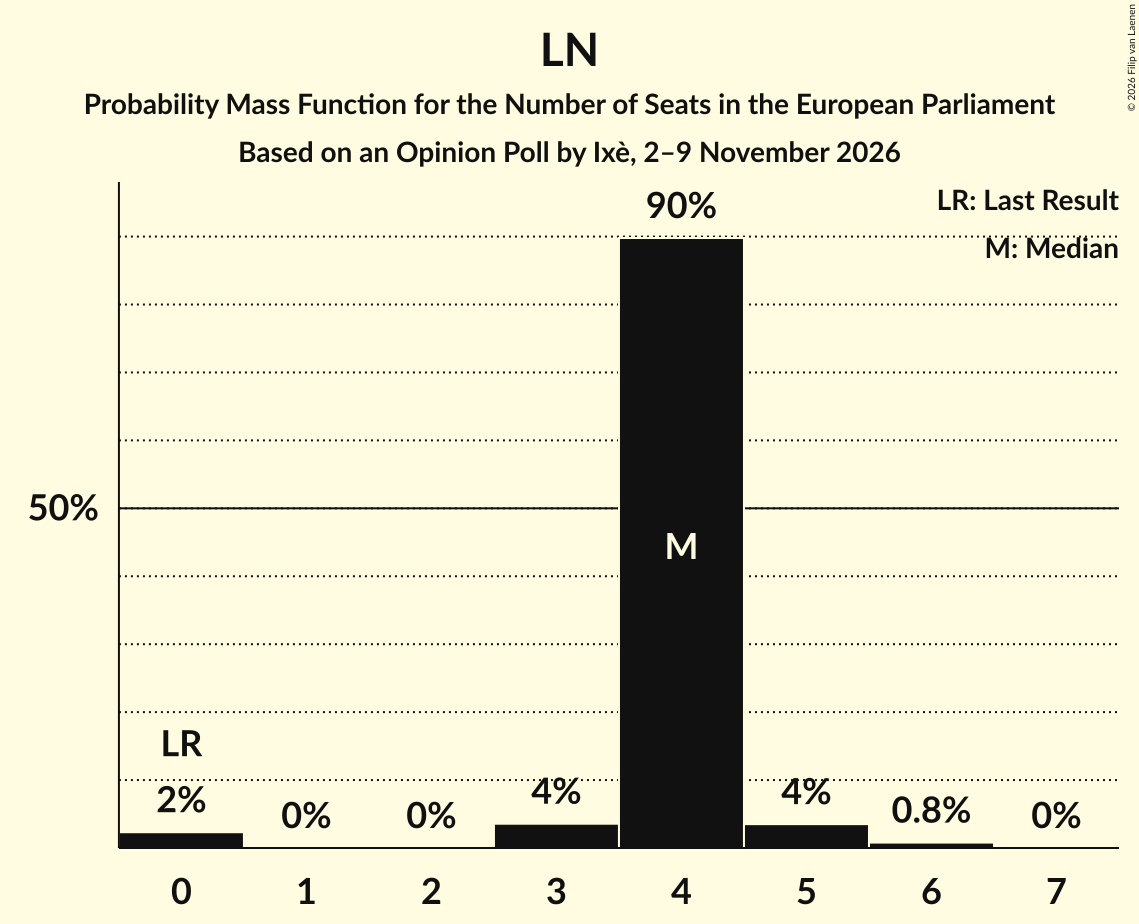 LN
Probability Mass Function for the Number of Seats in the European Parliament
Based on an Opinion Poll by Ixè, 2–9 November 2026
© 2026 Filip van Laenen
LR: Last Result
M: Median
90%
50%
M
LR
2%
0%
0%
4%
4%
0.8%
0%
0 1 2 3 4 5 6 7